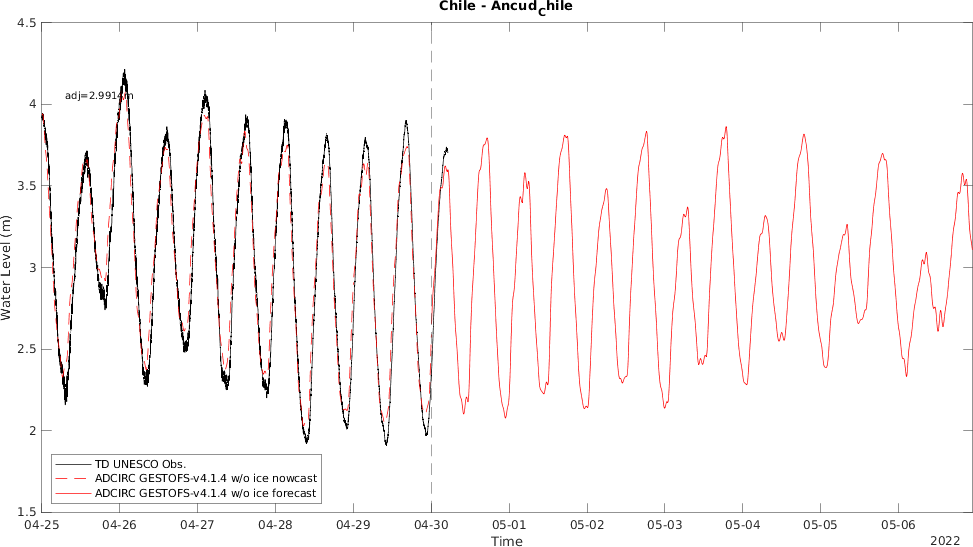 Chile - Ancud_Chile
adj=2.9914m
4.5
4
3.5
3
2.5
2
1.5
Water Level (m)
TD UNESCO Obs.
ADCIRC GESTOFS-v4.1.4 w/o ice nowcast
ADCIRC GESTOFS-v4.1.4 w/o ice forecast
04-25 04-26 04-27 04-28 04-29 04-30 05-01 05-02 05-03 05-04 05-05 05-06
Time
2022